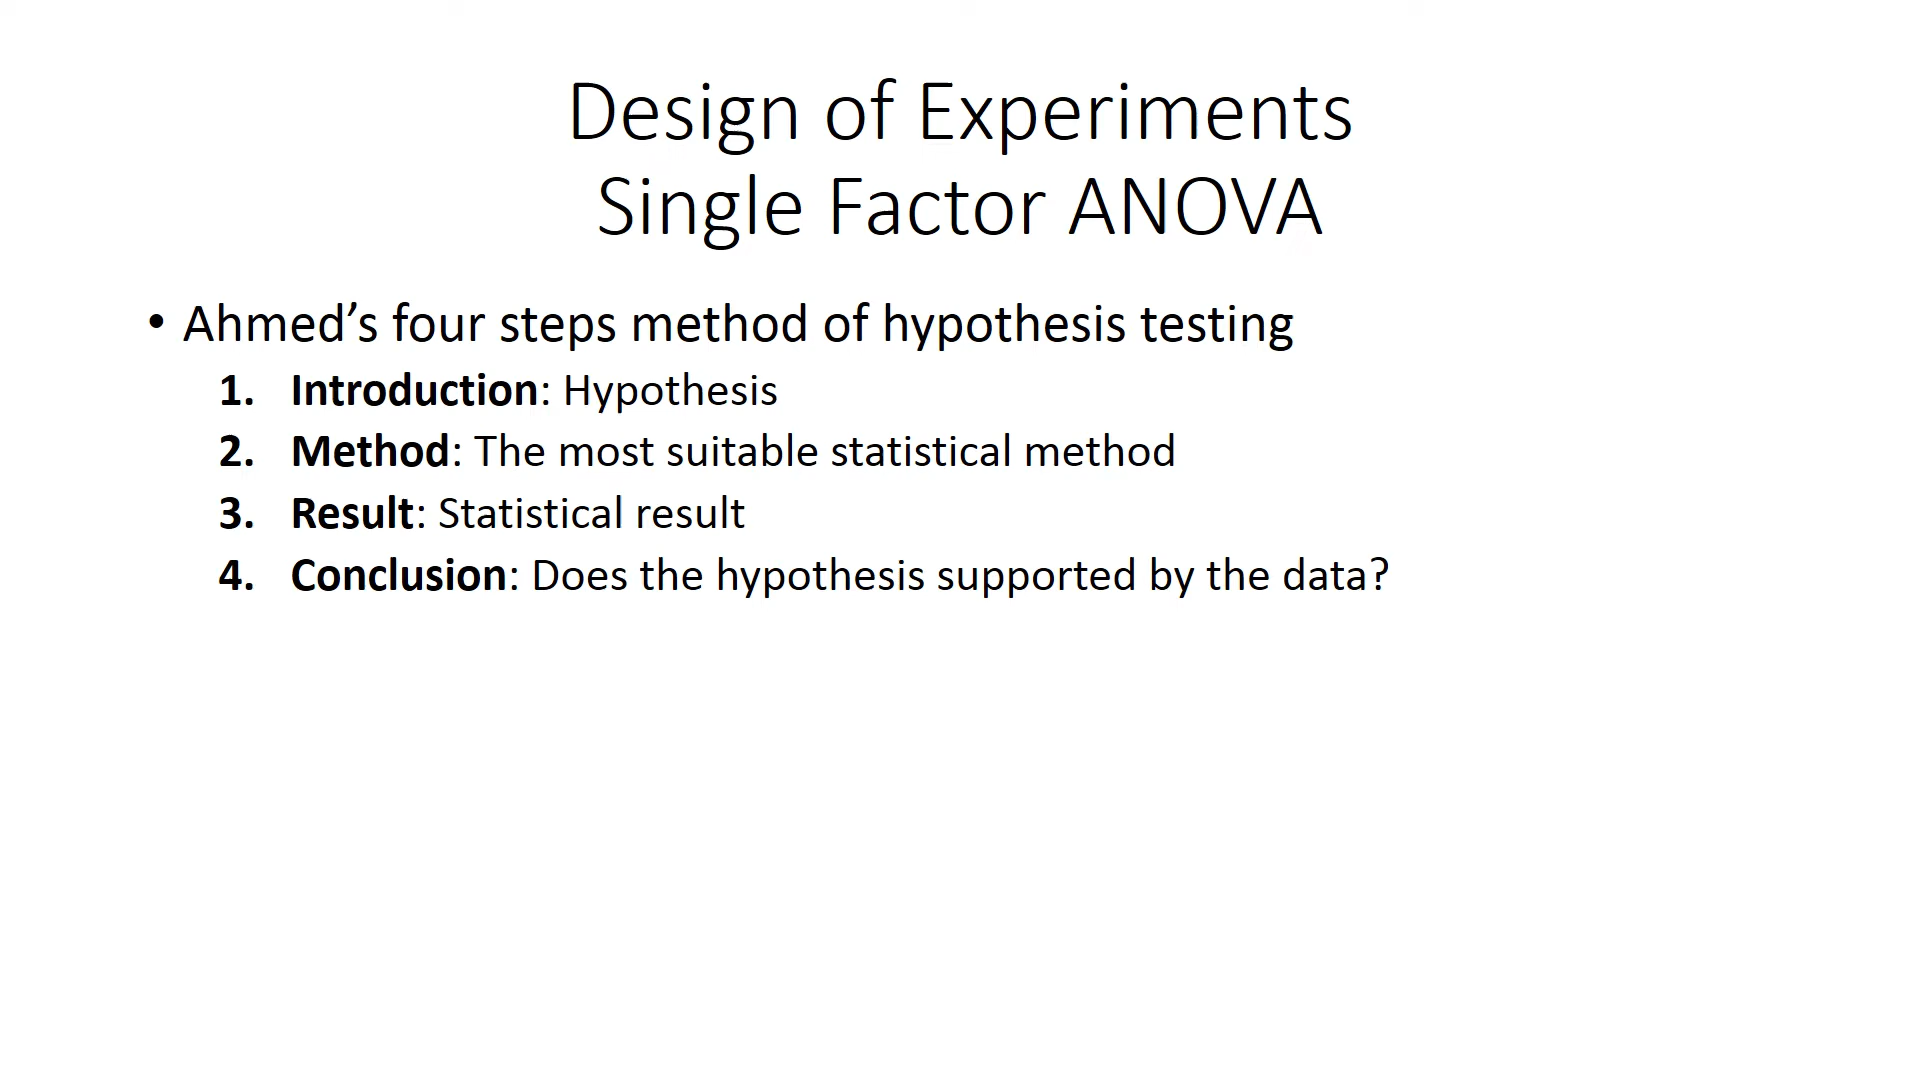 Design of Experiments
Single Factor ANOVA
• Ahmed’s four steps method of hypothesis testing
1. Introduction: Hypothesis
2. Method: The most suitable statistical method
3. Result: Statistical result
4. Conclusion: Does the hypothesis supported by the data?